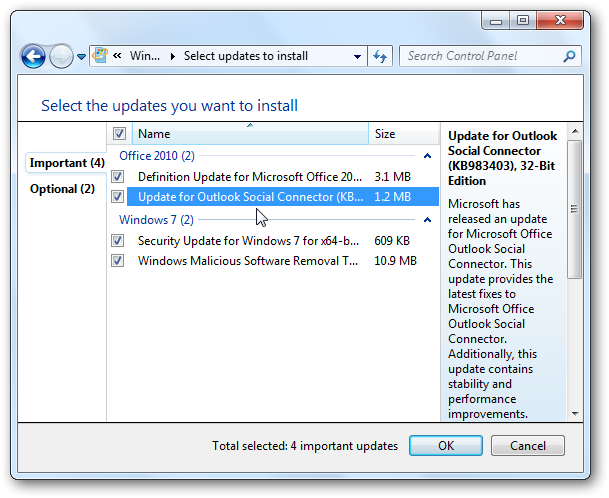 « Win... ▸ Select updates to install
Search Control Panel
Select the updates you want to install
Important (4)
Optional (2)
Name Size
Office 2010 (2)
Definition Update for Microsoft Office 20... 3.1 MB
Update for Outlook Social Connector (KB... 1.2 MB
Windows 7 (2)
Security Update for Windows 7 for x64-b... 609 KB
Windows Malicious Software Removal T... 10.9 MB
Update for Outlook
Social Connector
(KB983403), 32-Bit
Edition
Microsoft has
released an update
for Microsoft Office
Outlook Social
Connector. This
update provides the
latest fixes to
Microsoft Office
Outlook Social
Connector.
Additionally, this
update contains
stability and
performance
improvements.
Total selected: 4 important updates
OK
Cancel